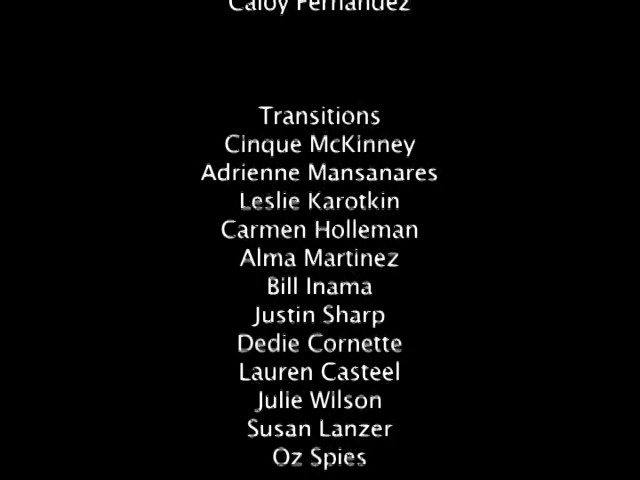 Caloy Fernandez
Transitions
Cinque McKinney
Adrienne Mansanares
Leslie Karotkin
Carmen Holleman
Alma Martinez
Bill Inama
Justin Sharp
Dedie Cornette
Lauren Casteel
Julie Wilson
Susan Lanzer
Oz Spies